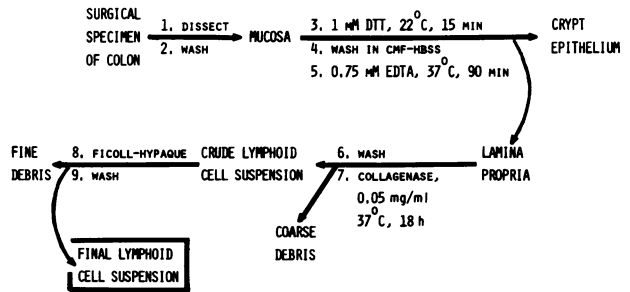 SURGICAL
SPECIMEN
OF COLON
1. DISSECT
2. WASH
MUCOSA
3. 1 mM DTT, 22°C, 15 MIN
4. WASH IN CMF-HBSS
5. 0.75 mM EDTA, 37°C, 90 MIN
CRYPT
EPITHELIUM
LAMINA
PROPRIA
6. WASH
7. COLLAGENASE,
0.05 mg/ml
37°C, 18 h
COARSE
DEBRIS
CRUDE LYMPHOID
CELL SUSPENSION
8. FICOLL-HYPAQUE
9. WASH
FINE
DEBRIS
FINAL LYMPHOID
CELL SUSPENSION